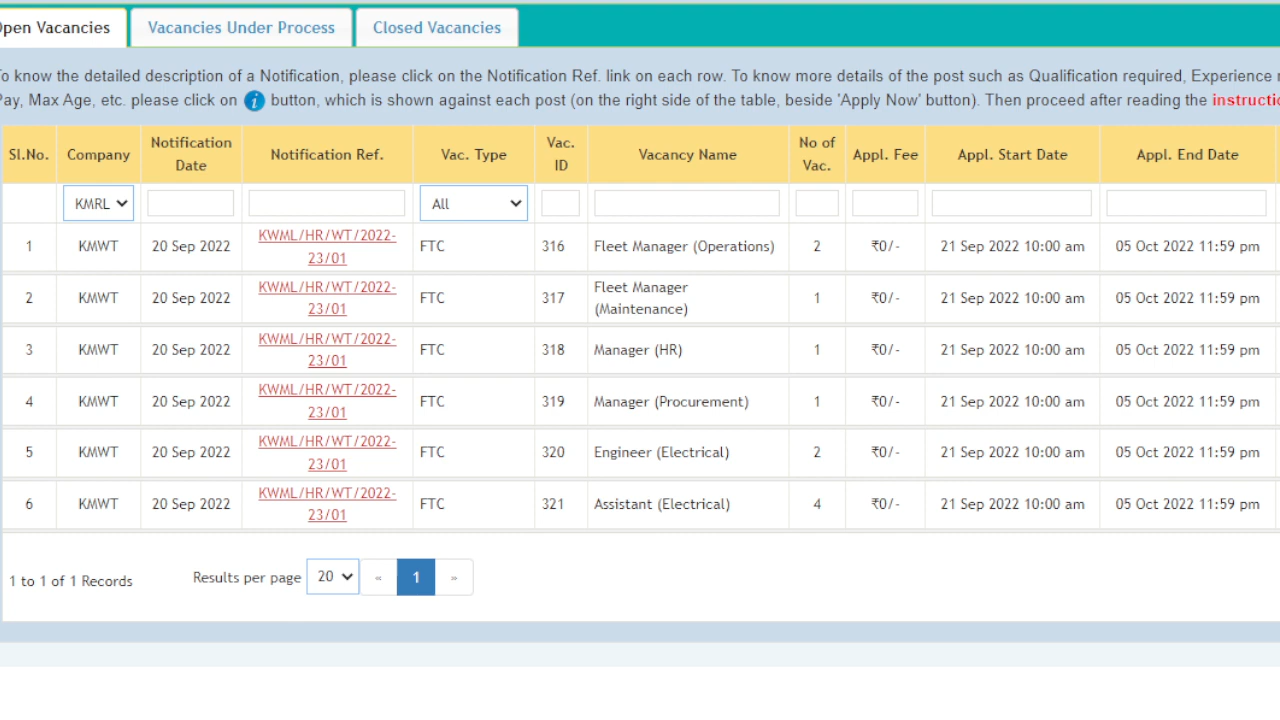 Open Vacancies Vacancies Under Process Closed Vacancies
To know the detailed description of a Notification, please click on the Notification Ref. link on each row. To know more details of the post such as Qualification required, Experience
Pay, Max Age, etc. please click on i button, which is shown against each post (on the right side of the table, beside 'Apply Now' button). Then proceed after reading the
Sl.No. Company Notification Date Notification Ref. Vac. Type Vac. ID Vacancy Name No of Vac. Appl. Fee Appl. Start Date Appl. End Date
KMRL All
1 KMWT 20 Sep 2022 KWML/HR/WT/2022-23/01 FTC 316 Fleet Manager (Operations) 2 ₹0/- 21 Sep 2022 10:00 am 05 Oct 2022 11:59 pm
2 KMWT 20 Sep 2022 KWML/HR/WT/2022-23/01 FTC 317 Fleet Manager (Maintenance) 1 ₹0/- 21 Sep 2022 10:00 am 05 Oct 2022 11:59 pm
3 KMWT 20 Sep 2022 KWML/HR/WT/2022-23/01 FTC 318 Manager (HR) 1 ₹0/- 21 Sep 2022 10:00 am 05 Oct 2022 11:59 pm
4 KMWT 20 Sep 2022 KWML/HR/WT/2022-23/01 FTC 319 Manager (Procurement) 1 ₹0/- 21 Sep 2022 10:00 am 05 Oct 2022 11:59 pm
5 KMWT 20 Sep 2022 KWML/HR/WT/2022-23/01 FTC 320 Engineer (Electrical) 2 ₹0/- 21 Sep 2022 10:00 am 05 Oct 2022 11:59 pm
6 KMWT 20 Sep 2022 KWML/HR/WT/2022-23/01 FTC 321 Assistant (Electrical) 4 ₹0/- 21 Sep 2022 10:00 am 05 Oct 2022 11:59 pm
1 to 1 of 1 Records Results per page 20 « 1 »